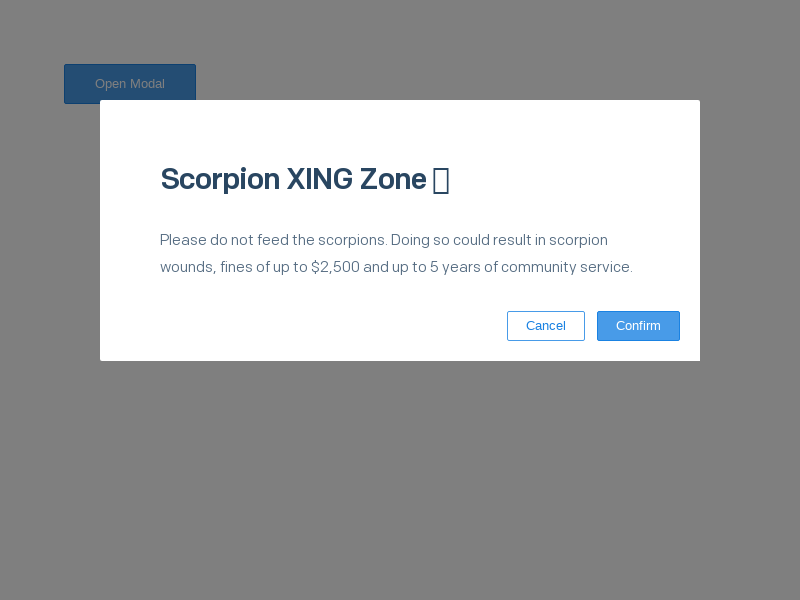 Open Modal
Scorpion XING Zone
Please do not feed the scorpions. Doing so could result in scorpion
wounds, fines of up to $2,500 and up to 5 years of community service.
Cancel
Confirm